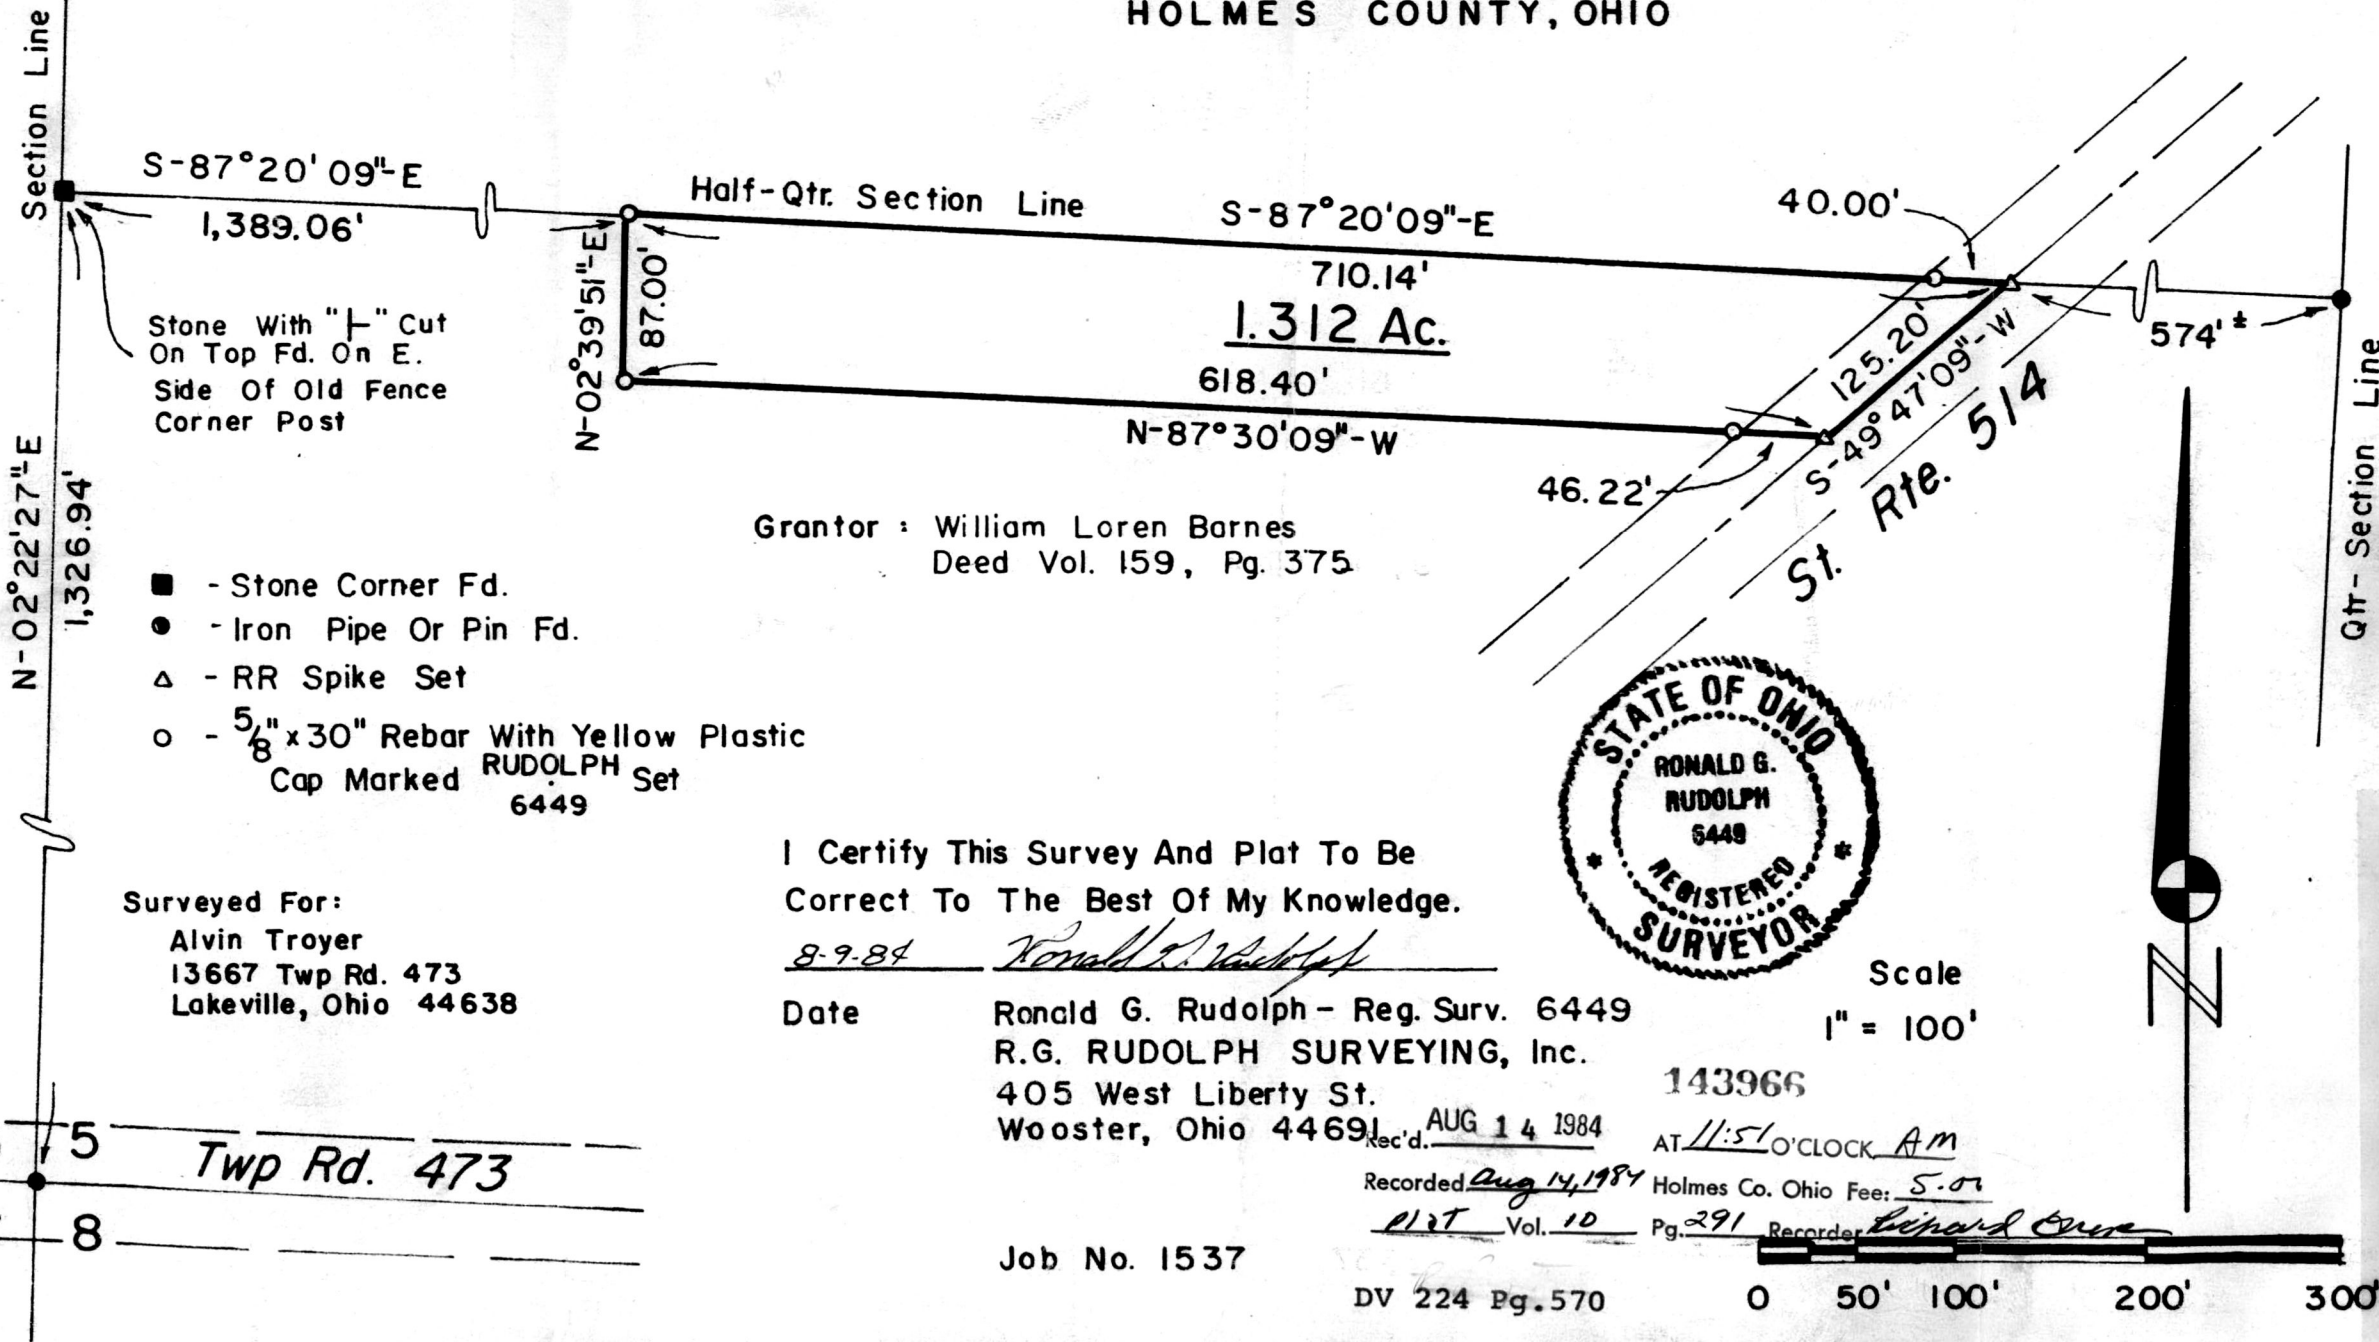 HOLMES COUNTY, OHIO
Section Line
S-87°20'09"-E
1,389.06'
Half-Qtr. Section Line
S-87°20'09"-E
710.14'
40.00'
1.312 Ac.
618.40'
N-87°30'09"-W
N-02°39'51"-E
87.00'
125.20'
S-49°47'09"-W
46.22'
574'±
St. Rte. 514
Qtr-Section Line
Stone With "├" Cut
On Top Fd. On E.
Side Of Old Fence
Corner Post
N-02°22'27"-E
1,326.94'
Grantor : William Loren Barnes
Deed Vol. 159, Pg. 375
■ - Stone Corner Fd.
● - Iron Pipe Or Pin Fd.
△ - RR Spike Set
○ - 5/8" x 30" Rebar With Yellow Plastic
Cap Marked RUDOLPH Set
6449
STATE OF OHIO
RONALD G.
RUDOLPH
6449
REGISTERED
SURVEYOR
I Certify This Survey And Plat To Be
Correct To The Best Of My Knowledge.
8-9-84 Ronald G. Rudolph
Date
Ronald G. Rudolph - Reg. Surv. 6449
R.G. RUDOLPH SURVEYING, Inc.
405 West Liberty St.
Wooster, Ohio 44691
Surveyed For:
Alvin Troyer
13667 Twp Rd. 473
Lakeville, Ohio 44638
Scale
1" = 100'
N
143966
Rec'd. AUG 14 1984 AT 11:51 O'CLOCK AM
Recorded Aug 14, 1984 Holmes Co. Ohio Fee: 5.00
Plat Vol. 10 Pg. 291 Recorder
5
Twp Rd. 473
8
Job No. 1537
DV 224 Pg.570
0 50' 100' 200' 300'